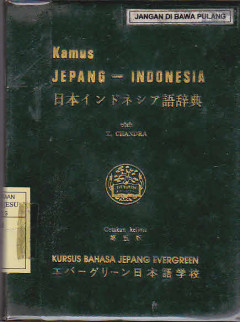 JANGAN DI BAWA PULANG
Kamus
JEPANG — INDONESIA
日本インドネシア語辞典
oleh
T. CHANDRA
Cetakan kelima
第五版
KURSUS BAHASA JEPANG EVERGREEN
エバーグリーン日本語学校